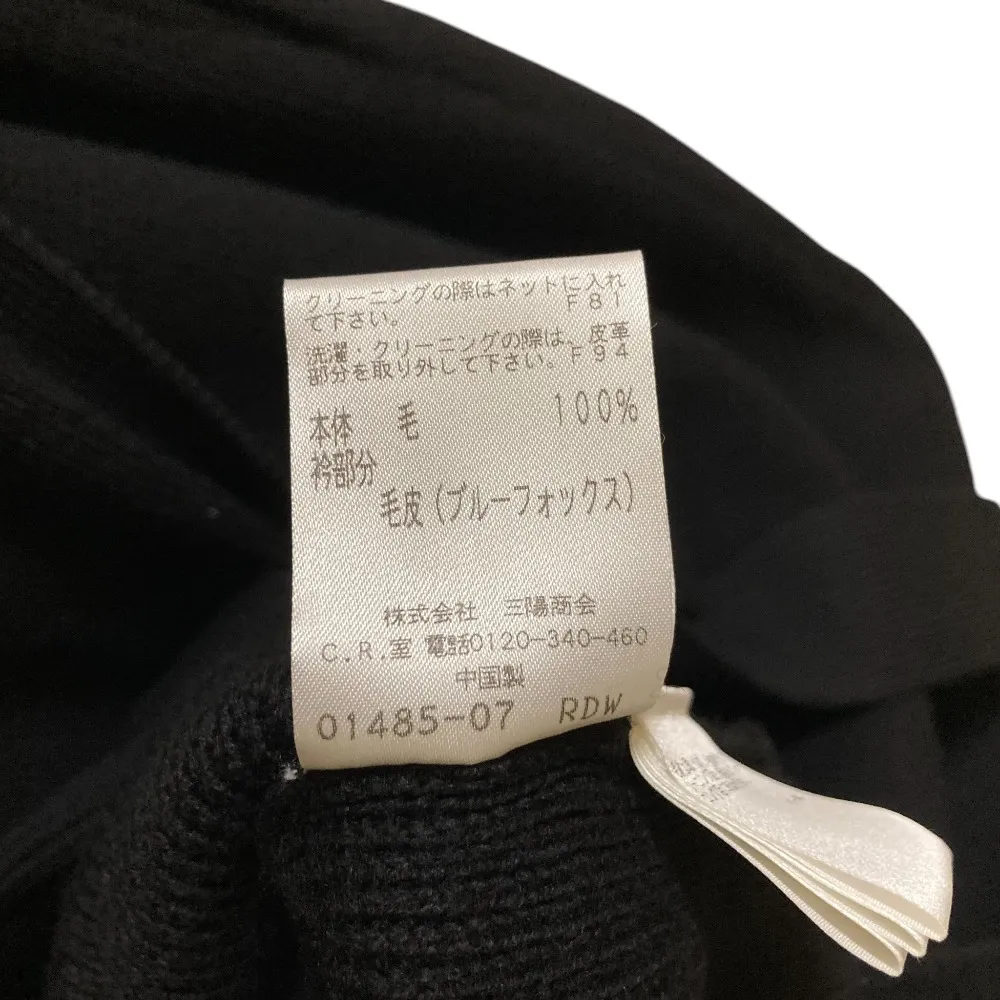 クリーニングの際はネットに入れ
て下さい。 F81
洗濯・クリーニングの際は、皮革
部分を取り外して下さい。F94
本体 毛 100%
衿部分
毛皮(ブルーフォックス)
株式会社 三陽商会
C.R.室 電話0120-340-460
中国製
01485-07 RDW